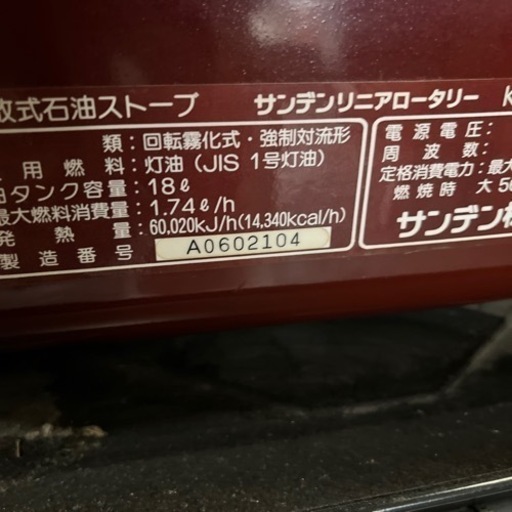 放式石油ストーブ サンデンリニアロータリー K
類：回転霧化式・強制対流形
用燃料：灯油（JIS 1号灯油）
油タンク容量：18ℓ
最大燃料消費量：1.74ℓ/h
発熱量：60,020kJ/h(14,340kcal/h)
製造番号 A0602104
電源電圧：
周波数：
定格消費電力：最大
燃焼時 大 50
サンデン株